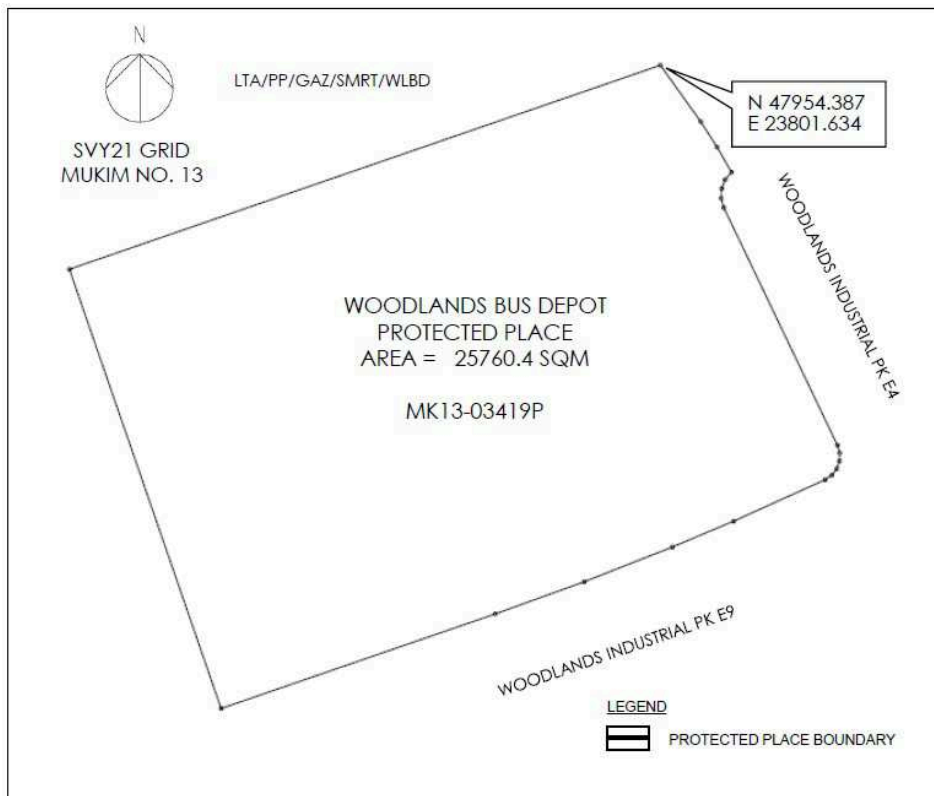 N
LTA/PP/GAZ/SMRT/WLBD
SVY21 GRID
MUKIM NO. 13
N 47954.387
E 23801.634
WOODLANDS INDUSTRIAL PK E4
WOODLANDS BUS DEPOT
PROTECTED PLACE
AREA = 25760.4 SQM
MK13-03419P
WOODLANDS INDUSTRIAL PK E9
LEGEND
PROTECTED PLACE BOUNDARY